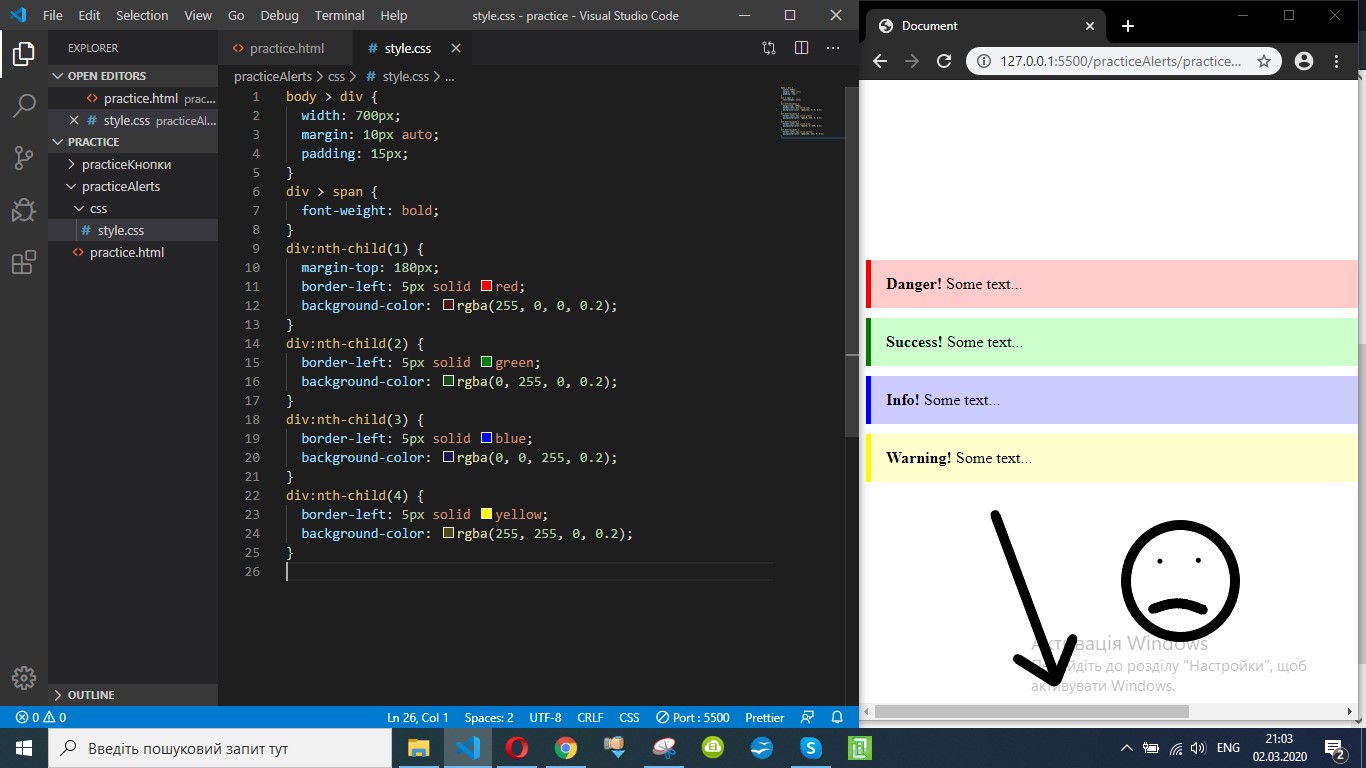 File Edit Selection View Go Debug Terminal Help style.css - practice - Visual Studio Code
EXPLORER
OPEN EDITORS
practice.html prac...
style.css practiceAl...
PRACTICE
practiceКнопки
practiceAlerts
css
style.css
practice.html
OUTLINE
practice.html style.css
practiceAlerts > css > # style.css > ...
1 body > div {
2 width: 700px;
3 margin: 10px auto;
4 padding: 15px;
5 }
6 div > span {
7 font-weight: bold;
8 }
9 div:nth-child(1) {
10 margin-top: 180px;
11 border-left: 5px solid red;
12 background-color: rgba(255, 0, 0, 0.2);
13 }
14 div:nth-child(2) {
15 border-left: 5px solid green;
16 background-color: rgba(0, 255, 0, 0.2);
17 }
18 div:nth-child(3) {
19 border-left: 5px solid blue;
20 background-color: rgba(0, 0, 255, 0.2);
21 }
22 div:nth-child(4) {
23 border-left: 5px solid yellow;
24 background-color: rgba(255, 255, 0, 0.2);
25 }
26
0 0 Ln 26, Col 1 Spaces: 2 UTF-8 CRLF CSS Port : 5500 Prettier
Document
127.0.0.1:5500/practiceAlerts/practice...
Danger! Some text...
Success! Some text...
Info! Some text...
Warning! Some text...
Активація Windows
Перейдіть до розділу "Настройки", щоб
активувати Windows.
Введіть пошуковий запит тут
ENG
21:03
02.03.2020
2